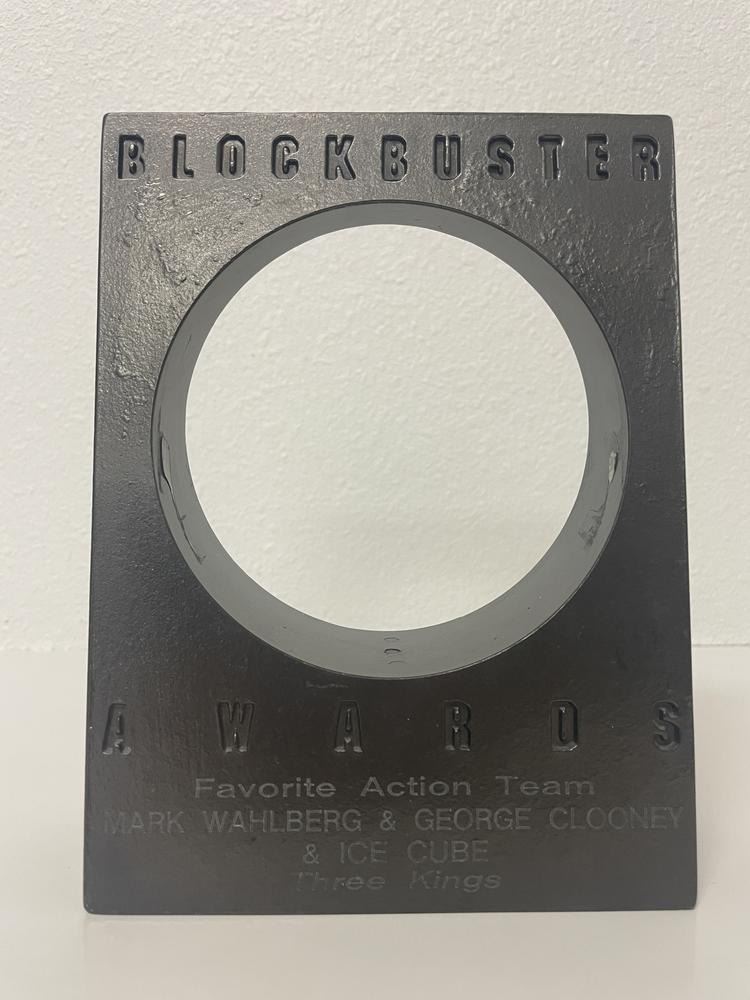 BLOCKBUSTER
AWARDS
Favorite Action Team
MARK WAHLBERG & GEORGE CLOONEY
& ICE CUBE
Three Kings